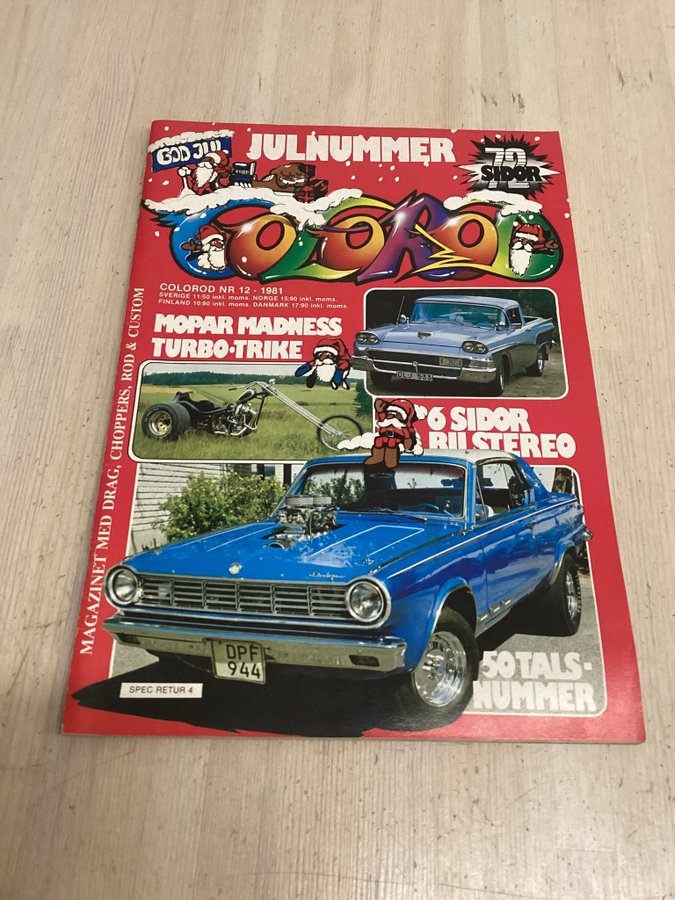 GOD JUL
JULNUMMER
72
SIDOR
COLOROD
COLOROD NR 12 - 1981
SVERIGE 11:50 inkl. moms. NORGE 15:90 inkl. moms.
FINLAND 10:90 inkl. moms. DANMARK 17:90 inkl. moms.
MOPAR MADNESS
TURBO-TRIKE
6 SIDOR
BILSTEREO
Dodge
DPF
944
50TALS-
NUMMER
SPEC RETUR 4
MAGAZINET MED DRAG, CHOPPERS, ROD & CUSTOM